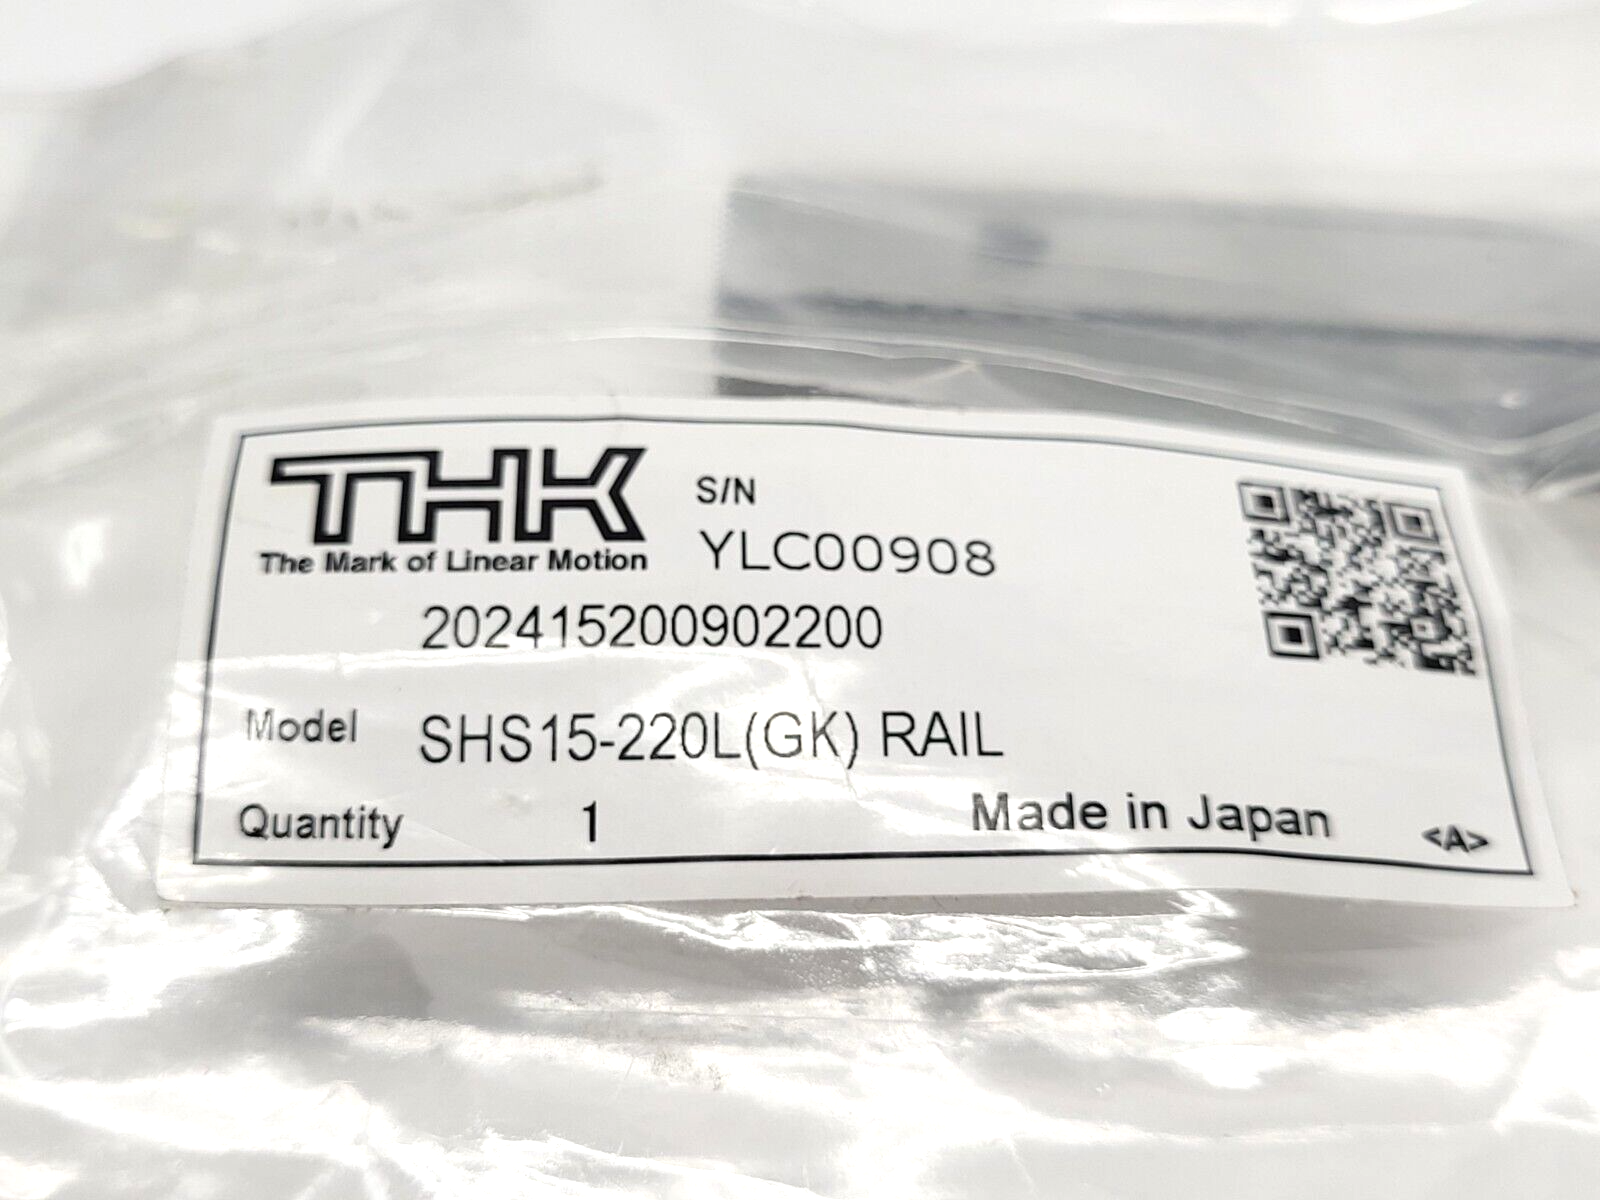 THK
The Mark of Linear Motion
S/N
YLC00908
202415200902200
Model SHS15-220L(GK) RAIL
Quantity 1 Made in Japan <A>